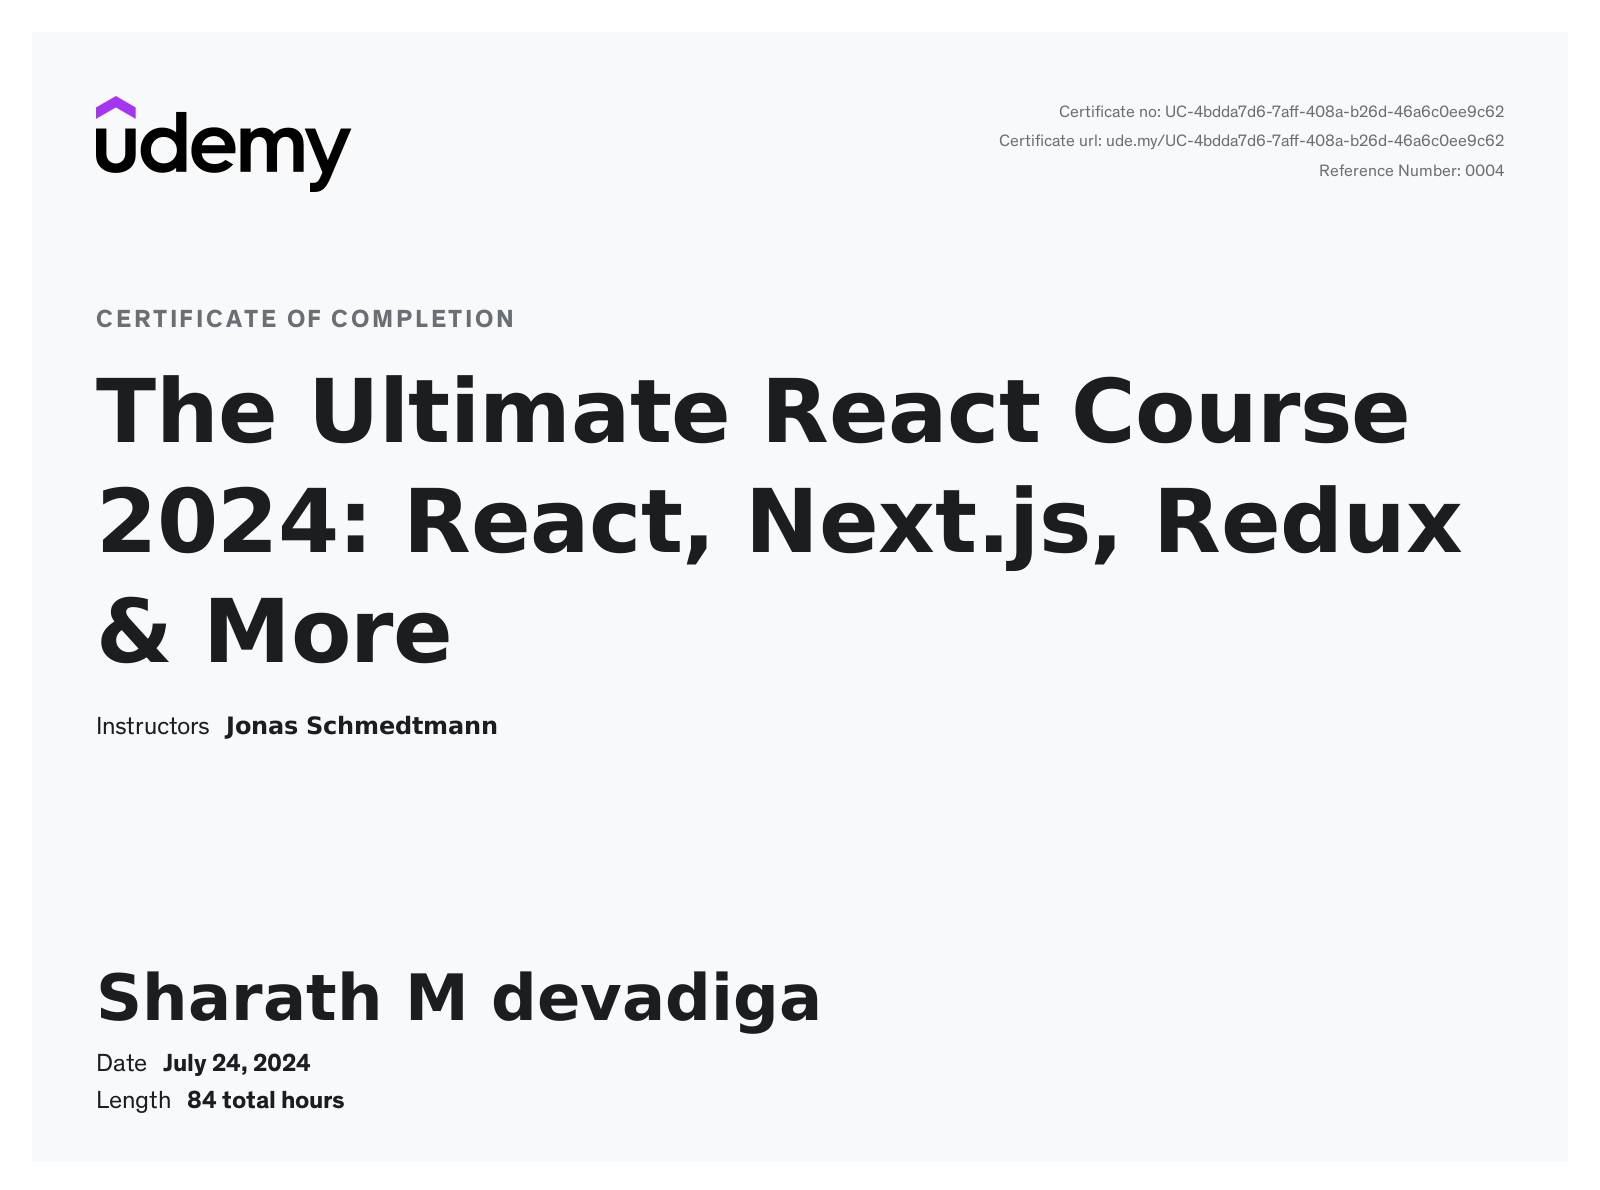 udemy
Certificate no: UC-4bdda7d6-7aff-408a-b26d-46a6c0ee9c62
Certificate url: ude.my/UC-4bdda7d6-7aff-408a-b26d-46a6c0ee9c62
Reference Number: 0004
CERTIFICATE OF COMPLETION
The Ultimate React Course
2024: React, Next.js, Redux
& More
Instructors Jonas Schmedtmann
Sharath M devadiga
Date July 24, 2024
Length 84 total hours